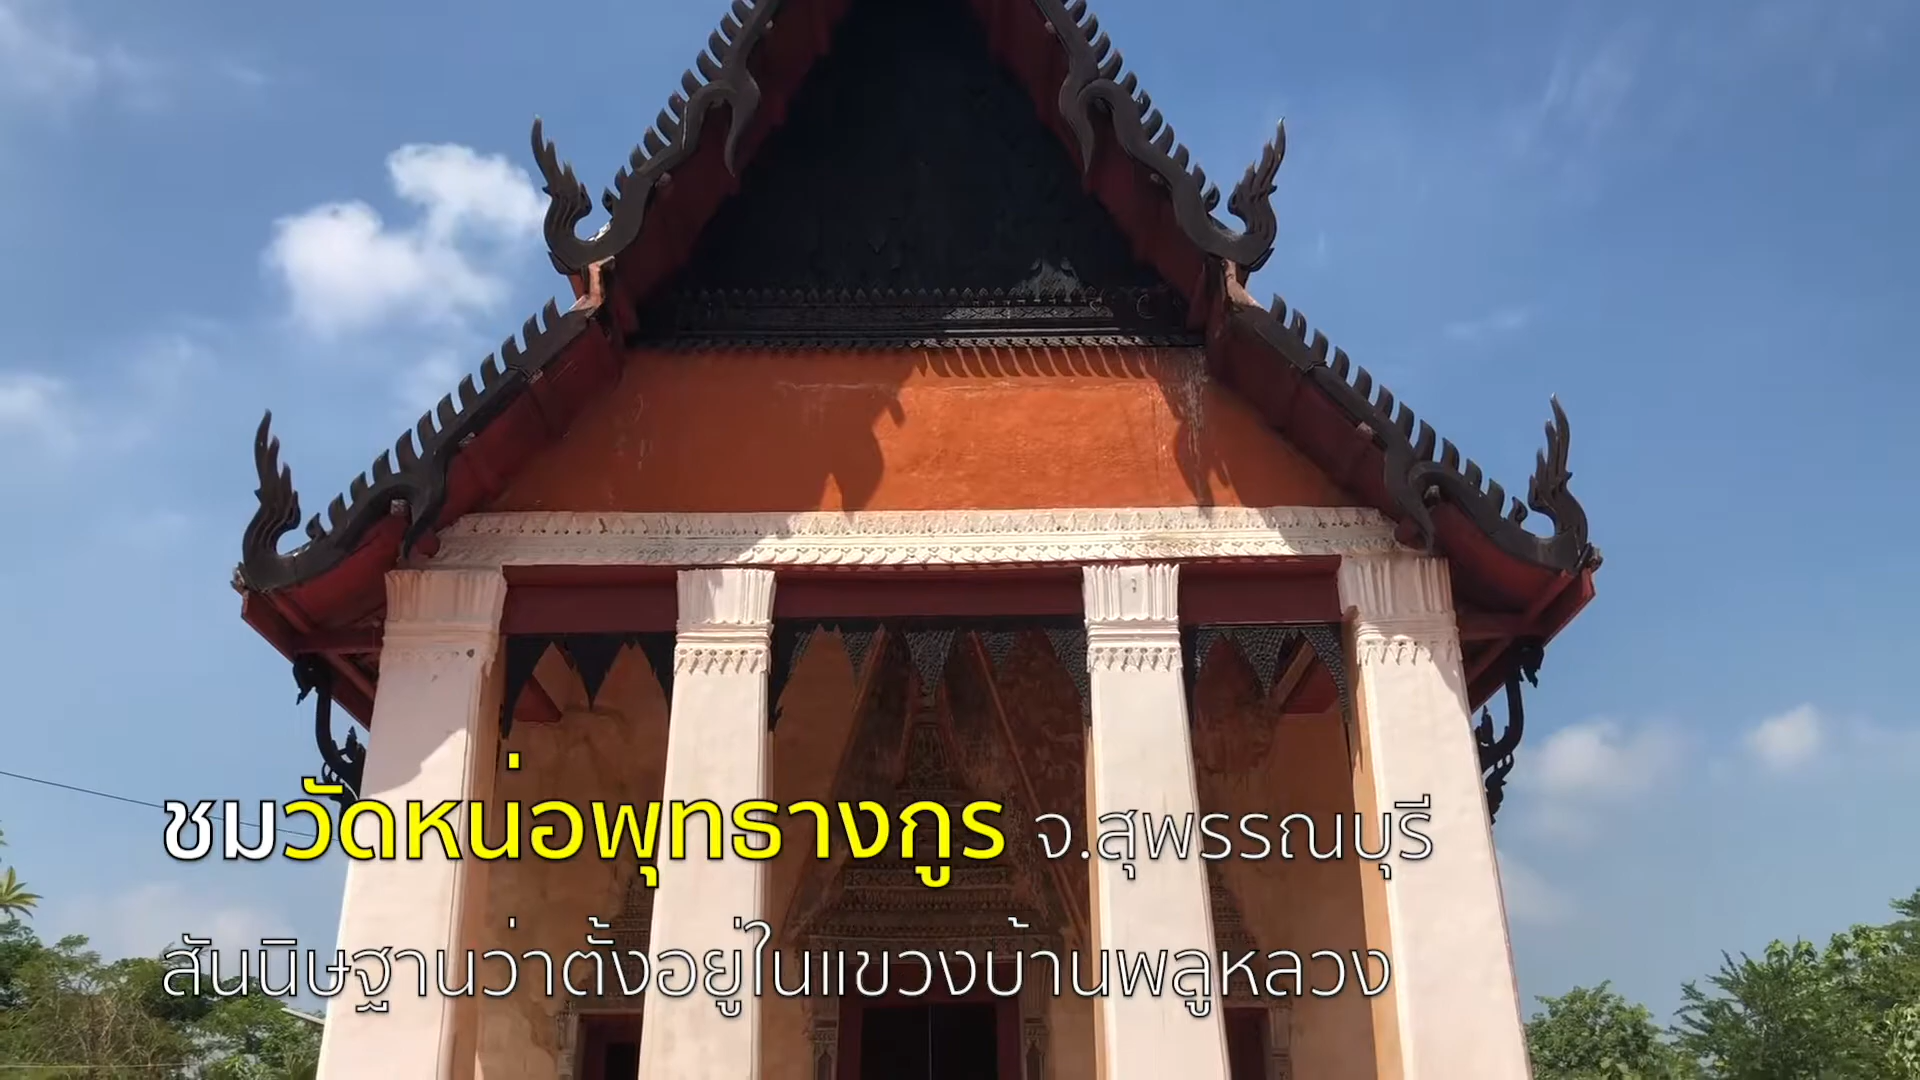 ชมวัดหน่อพุทธางกูร จ.สุพรรณบุรี
สันนิษฐานว่าตั้งอยู่ในแขวงบ้านพลูหลวง